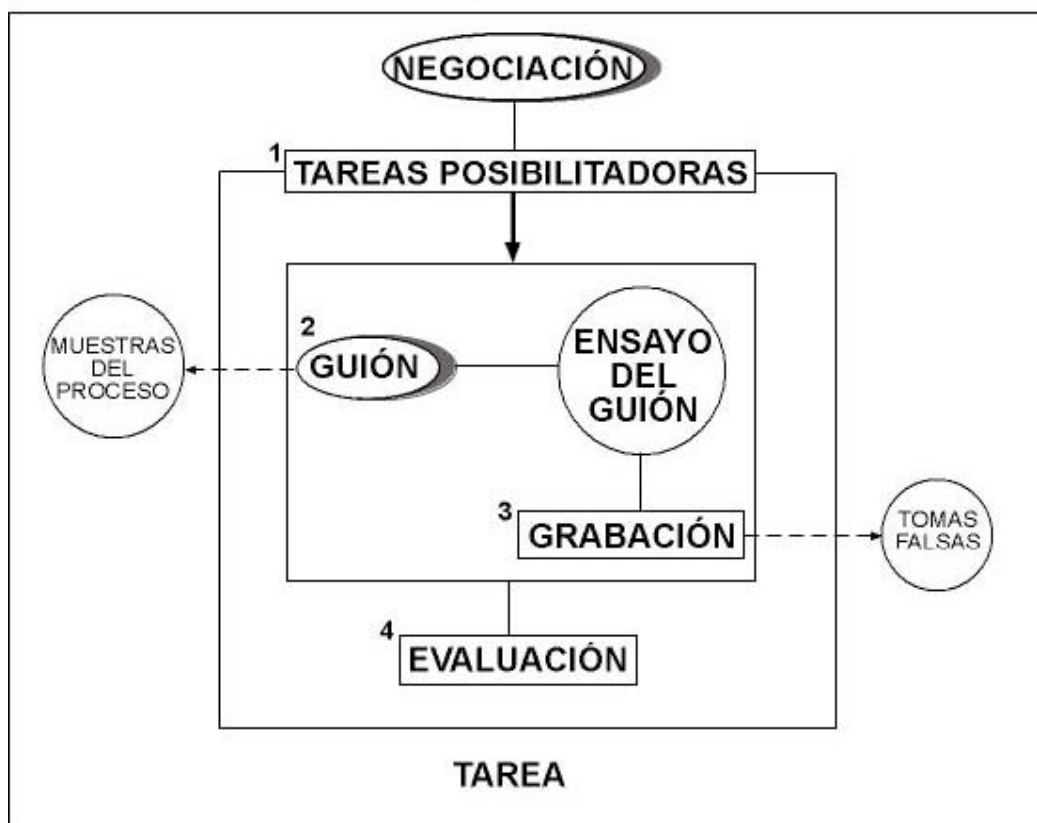 NEGOCIACIÓN
1
TAREAS POSIBILITADORAS
2
GUIÓN
ENSAYO
DEL
GUIÓN
MUESTRAS
DEL
PROCESO
3
GRABACIÓN
TOMAS
FALSAS
4
EVALUACIÓN
TAREA